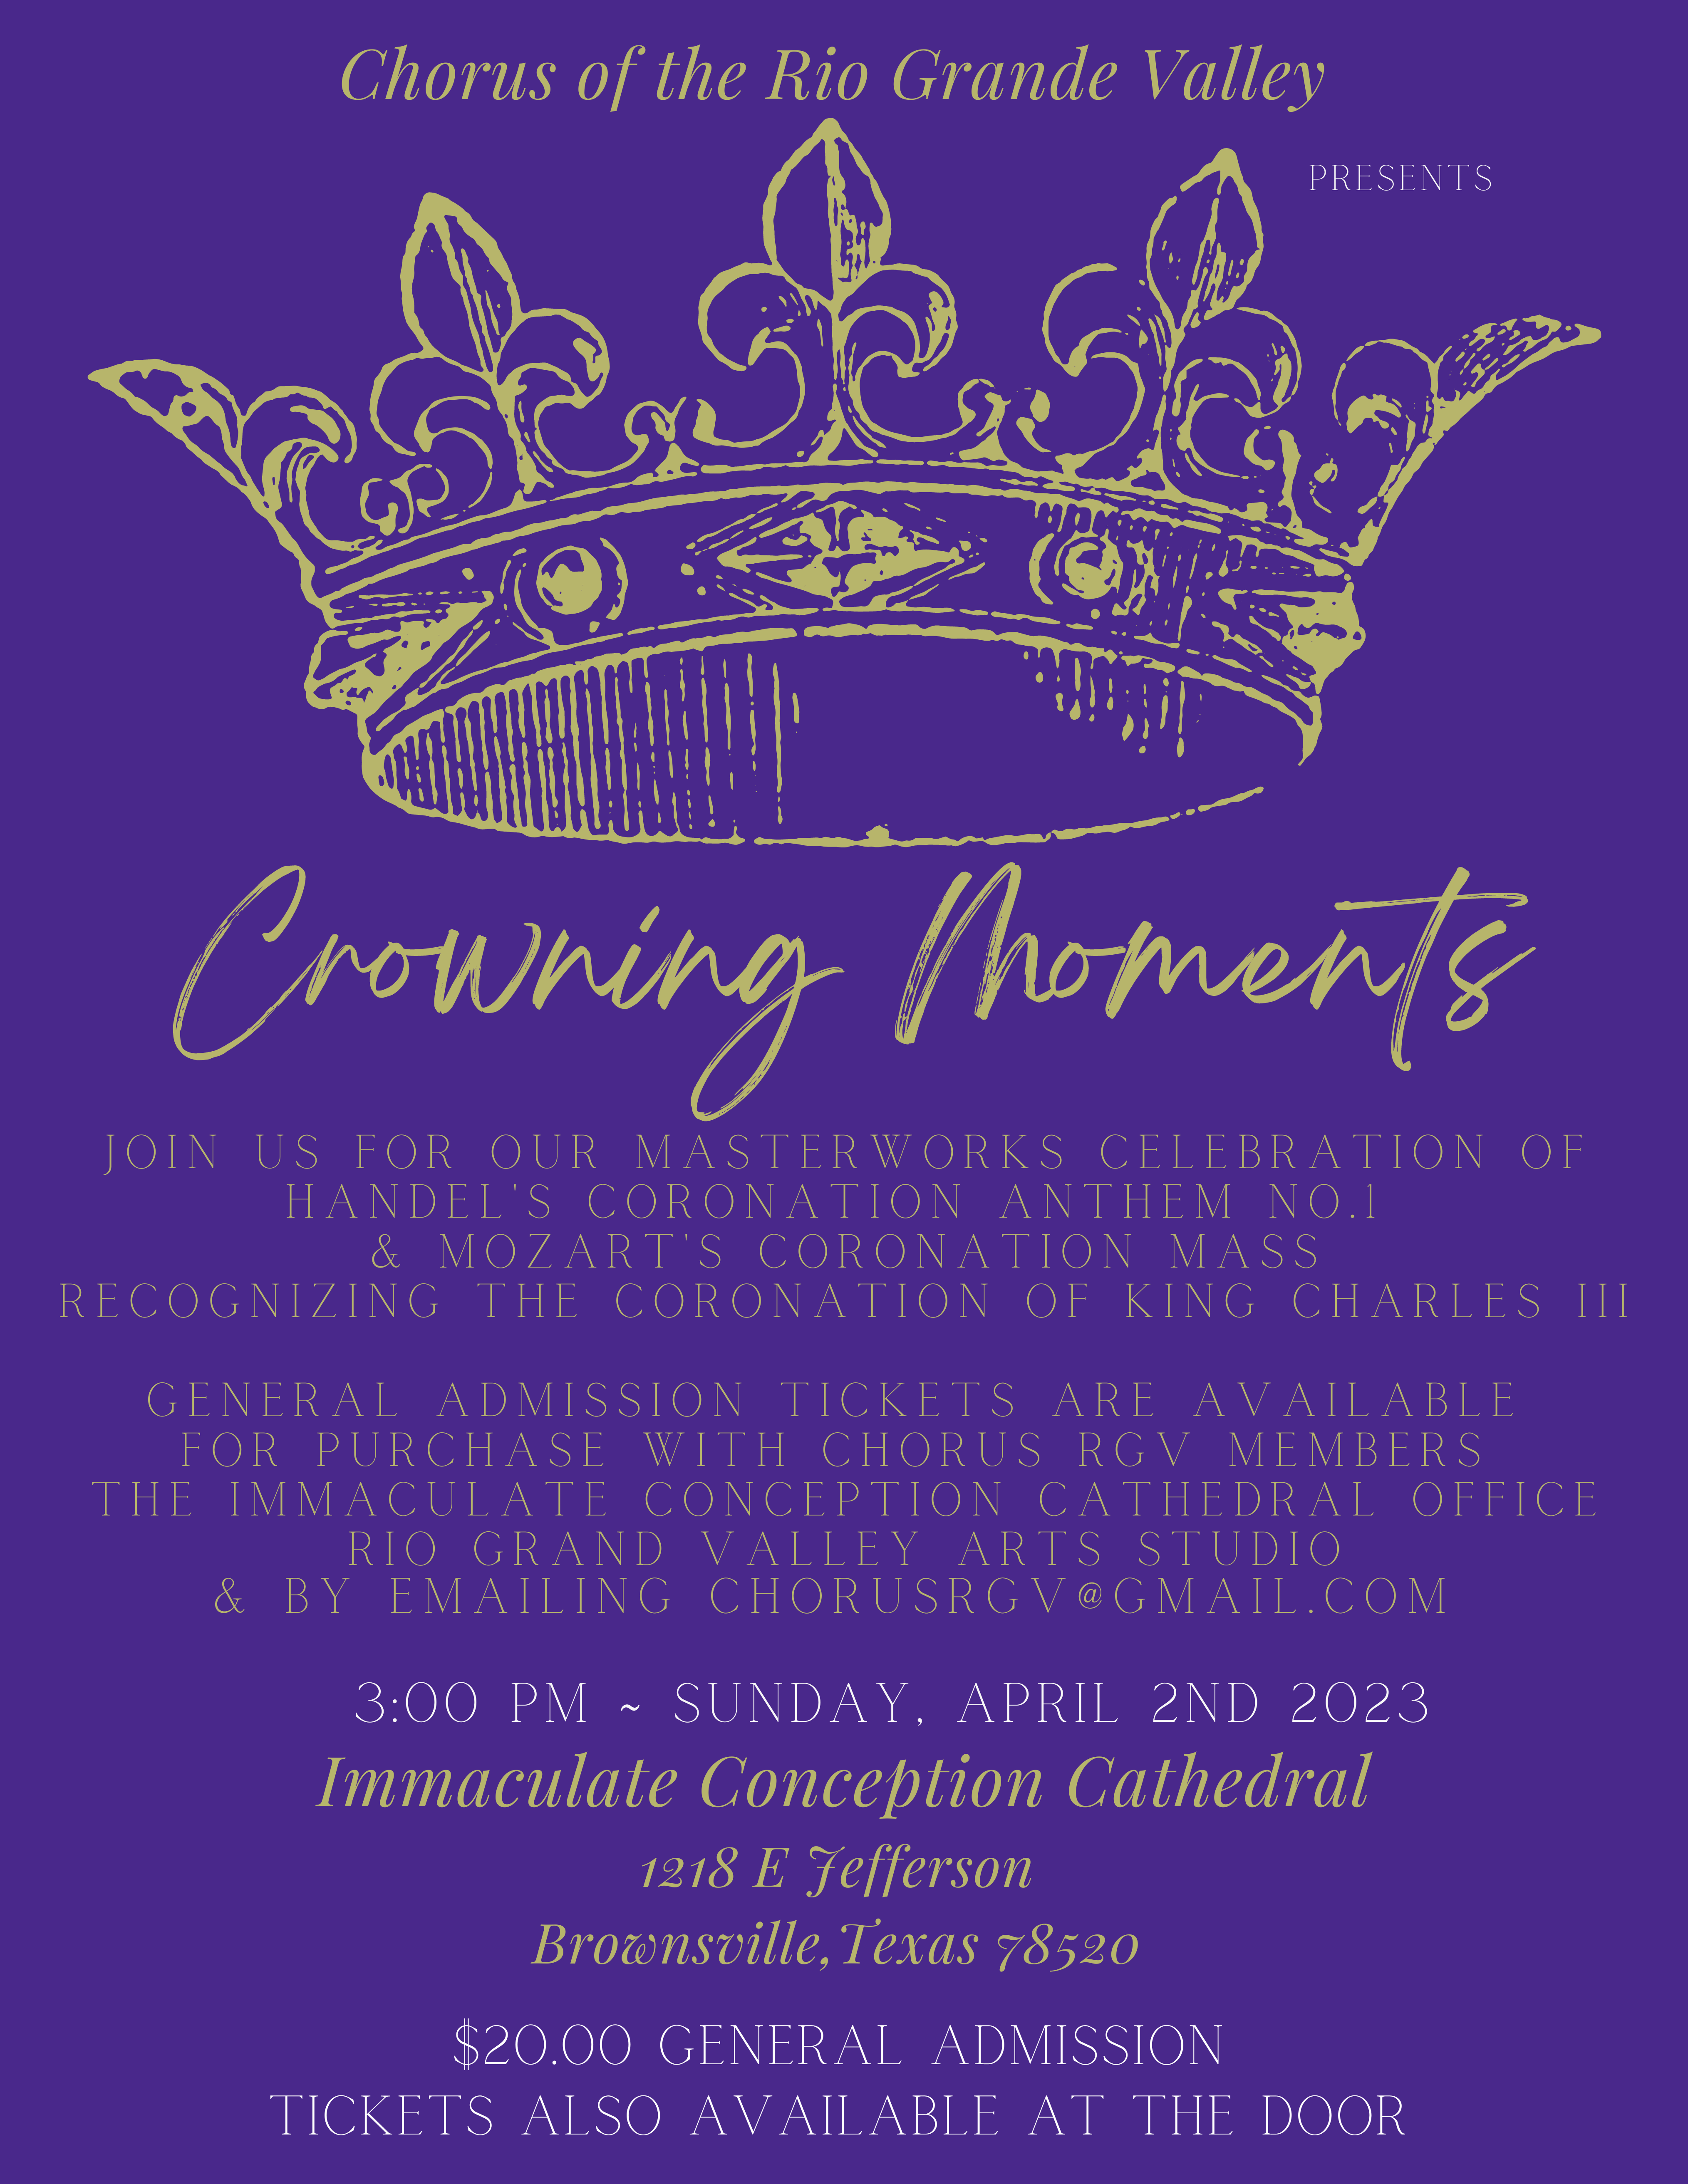 Chorus of the Rio Grande Valley
PRESENTS
Crowning Moments
JOIN US FOR OUR MASTERWORKS CELEBRATION OF
HANDEL'S CORONATION ANTHEM NO.1
& MOZART'S CORONATION MASS
RECOGNIZING THE CORONATION OF KING CHARLES III
GENERAL ADMISSION TICKETS ARE AVAILABLE
FOR PURCHASE WITH CHORUS RGV MEMBERS
THE IMMACULATE CONCEPTION CATHEDRAL OFFICE
RIO GRAND VALLEY ARTS STUDIO
& BY EMAILING CHORUSRGV@GMAIL.COM
3:00 PM ~ SUNDAY, APRIL 2ND 2023
Immaculate Conception Cathedral
1218 E Jefferson
Brownsville,Texas 78520
$20.00 GENERAL ADMISSION
TICKETS ALSO AVAILABLE AT THE DOOR